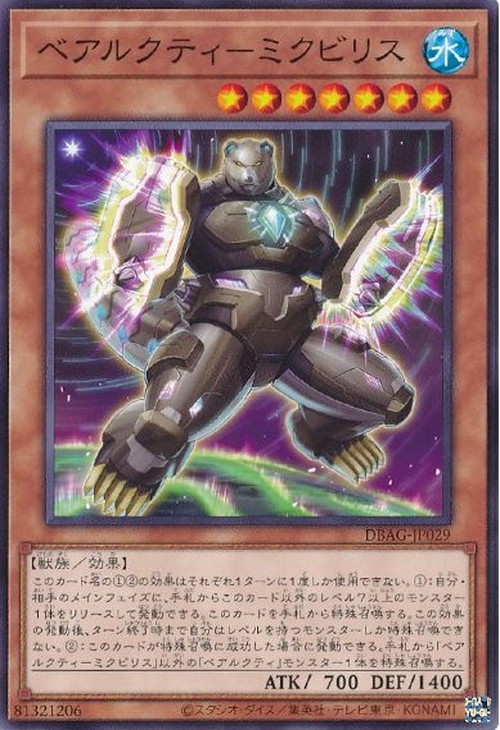 ベアルクティーミクビリス
水
DBAG-JP029
【獣族/効果】
このカード名の①②の効果はそれぞれ1ターンに1度しか使用できない。①:自分・
相手のメインフェイズに、手札からこのカード以外のレベル7以上のモンスター
1体をリリースして発動できる。このカードを手札から特殊召喚する。この効果
の発動後、ターン終了時まで自分はレベルを持つモンスターしか特殊召喚でき
ない。②:このカードが特殊召喚に成功した場合に発動できる。手札から「ベア
ルクティーミクビリス」以外の「ベアルクティ」モンスター1体を特殊召喚する。
ATK/ 700 DEF/1400
81321206
©スタジオ・ダイス/集英社・テレビ東京・KONAMI